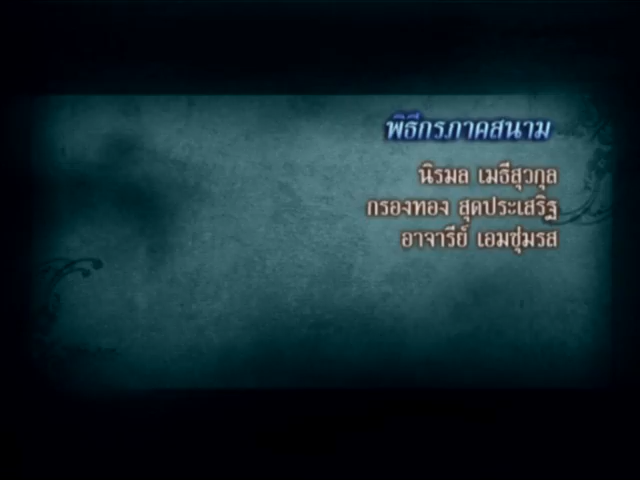 พิธีกรภาคสนาม
นิรมล เมธีสุวกุล
กรองทอง สุดประเสริฐ
อาจารีย์ เอมชุ่มรส